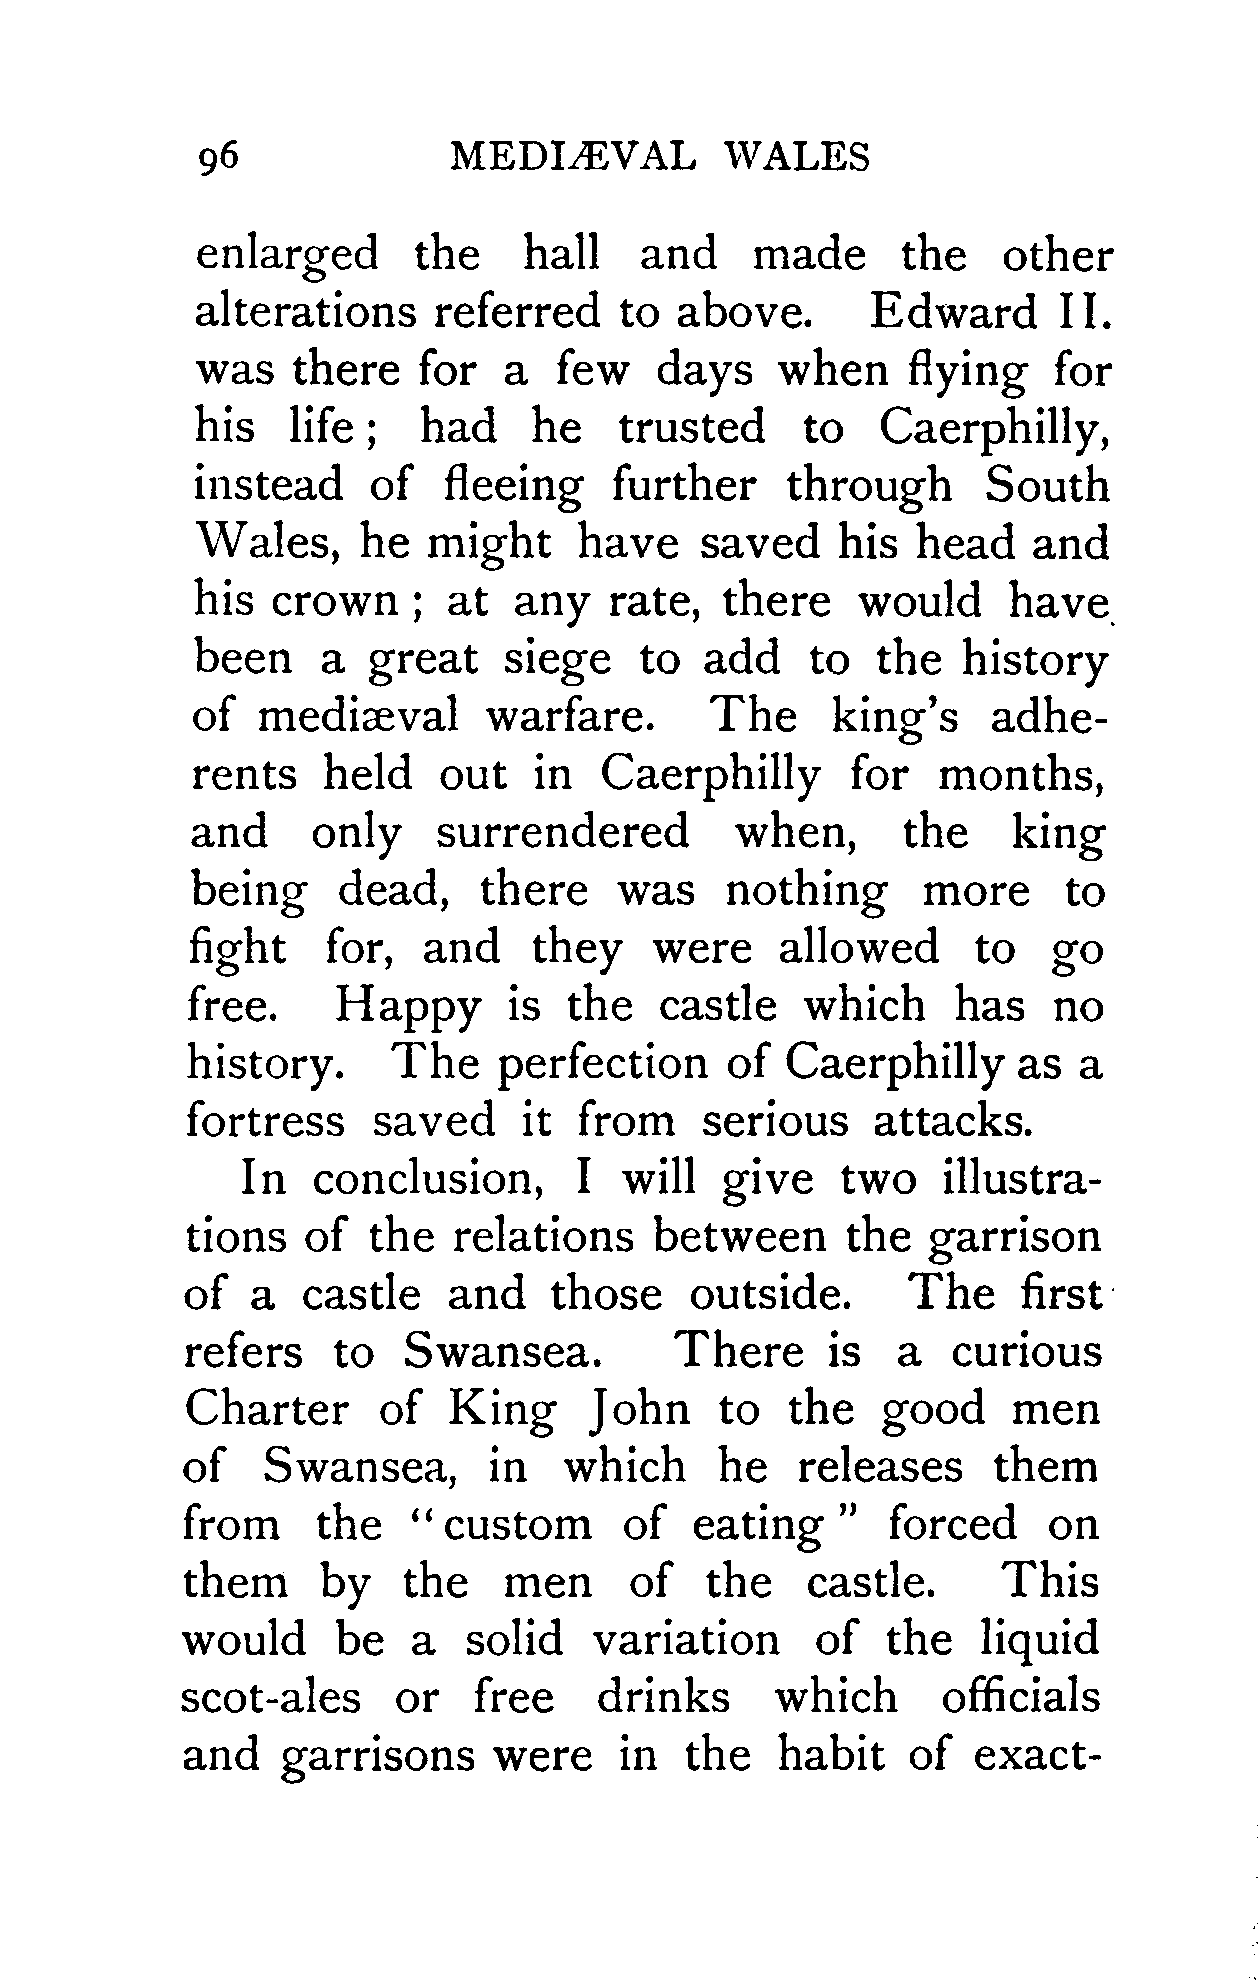 96 MEDIÆVAL WALES
enlarged the hall and made the other
alterations referred to above. Edward II.
was there for a few days when flying for
his life ; had he trusted to Caerphilly,
instead of fleeing further through South
Wales, he might have saved his head and
his crown ; at any rate, there would have
been a great siege to add to the history
of mediæval warfare. The king's adhe-
rents held out in Caerphilly for months,
and only surrendered when, the king
being dead, there was nothing more to
fight for, and they were allowed to go
free. Happy is the castle which has no
history. The perfection of Caerphilly as a
fortress saved it from serious attacks.
In conclusion, I will give two illustra-
tions of the relations between the garrison
of a castle and those outside. The first
refers to Swansea. There is a curious
Charter of King John to the good men
of Swansea, in which he releases them
from the “custom of eating” forced on
them by the men of the castle. This
would be a solid variation of the liquid
scot-ales or free drinks which officials
and garrisons were in the habit of exact-